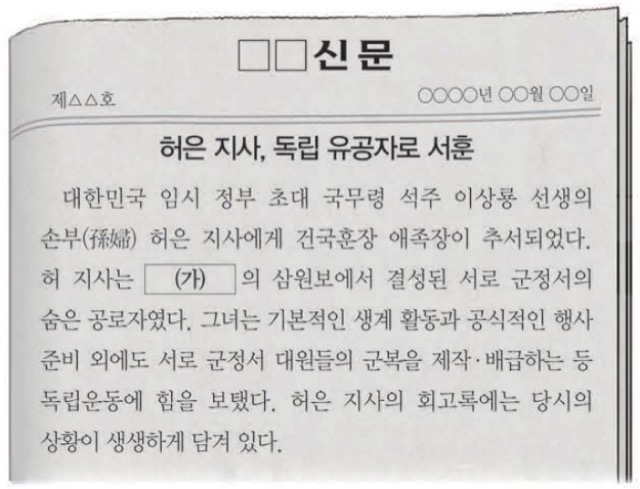 □□신문
제△△호
○○○○년 ○○월 ○○일
허은 지사, 독립 유공자로 서훈
대한민국 임시 정부 초대 국무령 석주 이상룡 선생의
손부(孫婦) 허은 지사에게 건국훈장 애족장이 추서되었다.
허 지사는 (가) 의 삼원보에서 결성된 서로 군정서의
숨은 공로자였다. 그녀는 기본적인 생계 활동과 공식적인 행사
준비 외에도 서로 군정서 대원들의 군복을 제작·배급하는 등
독립운동에 힘을 보탰다. 허은 지사의 회고록에는 당시의
상황이 생생하게 담겨 있다.